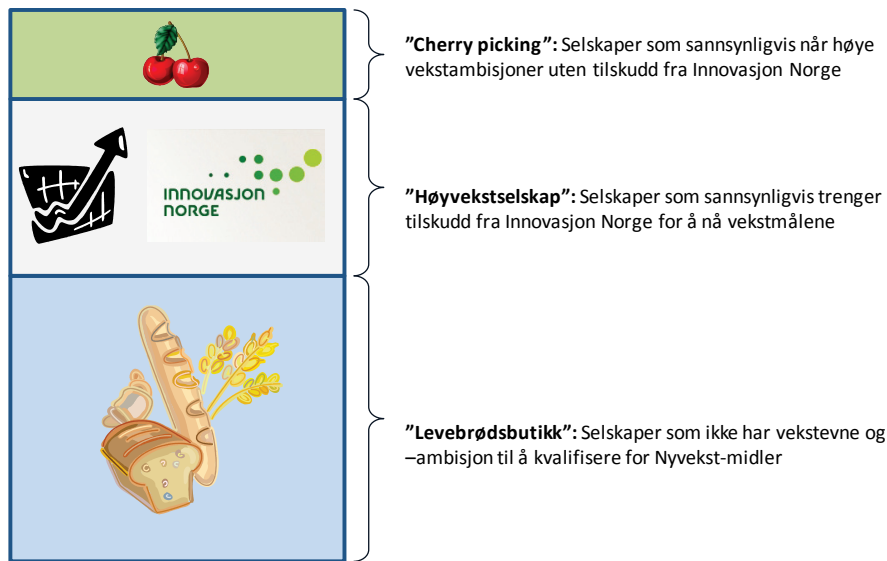 ”Cherry picking”: Selskaper som sannsynligvis når høye
vekstambisjoner uten tilskudd fra Innovasjon Norge
INNOVASJON
NORGE
”Høyvekstselskap”: Selskaper som sannsynligvis trenger
tilskudd fra Innovasjon Norge for å nå vekstmålene
”Levebrødsbutikk”: Selskaper som ikke har vekstevne og
–ambisjon til å kvalifisere for Nyvekst-midler